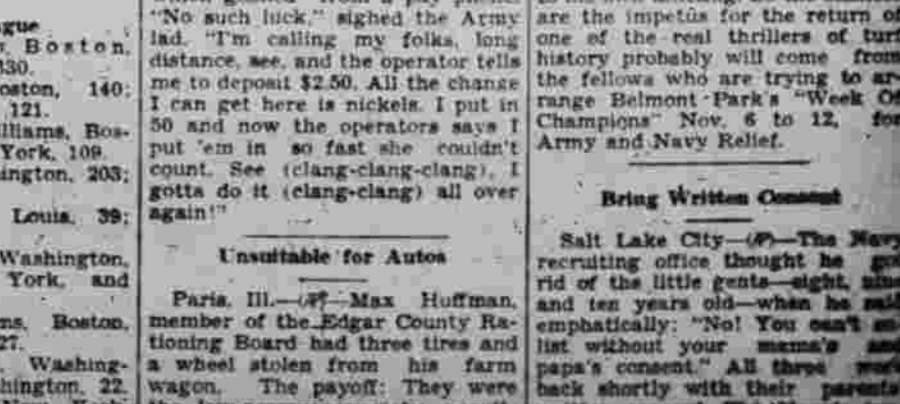 gue
Boston,
330.
oston, 140;
121.
lliams, Bos-
York, 109.
ington, 203;
Louis, 39;
Washington,
York, and
ms, Boston,
27.
Washing-
hington, 22.
"No such luck," sighed the Army
lad. "I'm calling my folks, long
distance, see, and the operator tells
me to deposit $2.50. All the change
I can get here is nickels. I put in
50 and now the operators says I
put 'em in so fast she couldn't
count. See (clang-clang-clang), I
gotta do it (clang-clang) all over
again!"
Unsuitable for Autos
Paris, Ill.—(AP)—Max Huffman,
member of the Edgar County Ra-
tioning Board had three tires and
a wheel stolen from his farm
wagon. The payoff: They were
are the impetus for the return of
one of the real thrillers of turf
history probably will come from
the fellows who are trying to ar-
range Belmont Park's "Week Of
Champions" Nov. 6 to 12, for
Army and Navy Relief.
Bring Written Consent
Salt Lake City—(AP)—The Navy
recruiting office thought he got
rid of the little gents—eight, nine
and ten years old—when he said
emphatically: "No! You can't en-
list without your mama's and
papa's consent." All three
back shortly with their parents'